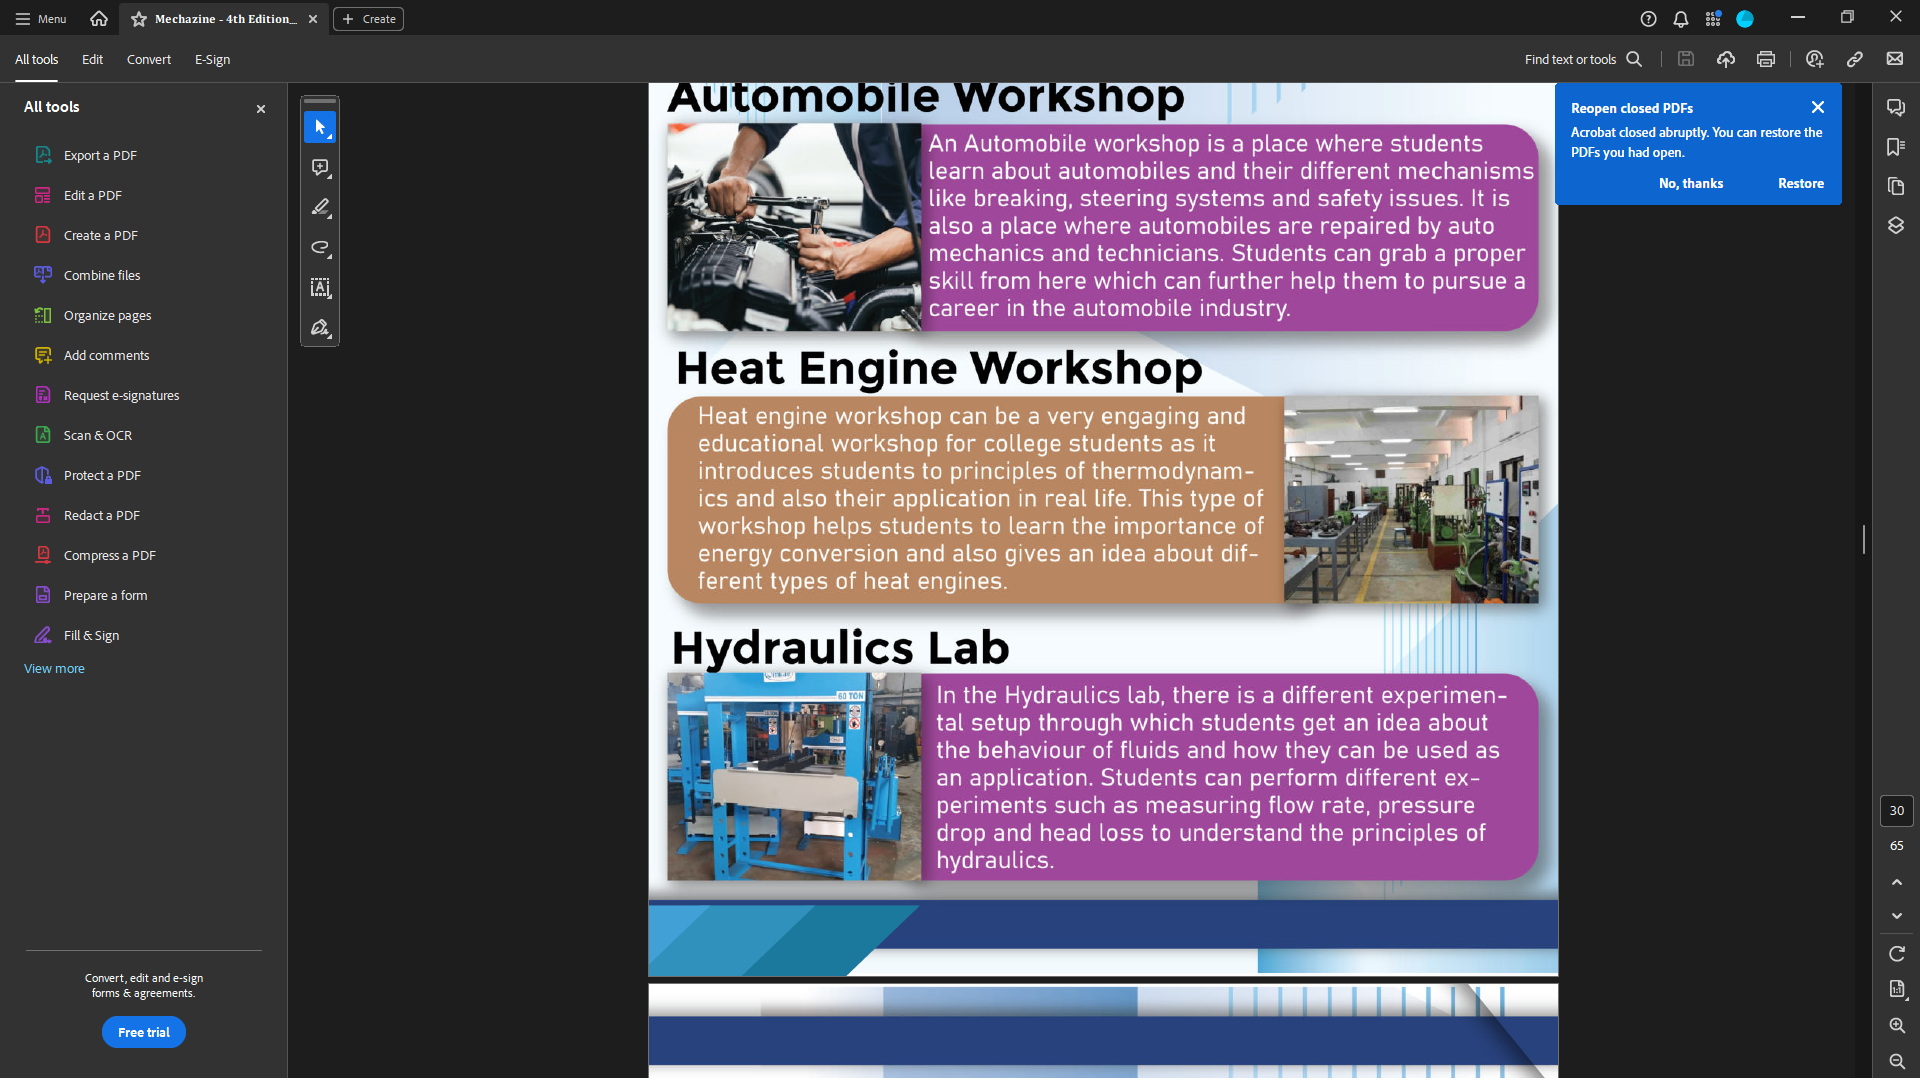 Menu
Mechazine - 4th Edition_
Create
All tools
Edit
Convert
E-Sign
Find text or tools
All tools
Export a PDF
Edit a PDF
Create a PDF
Combine files
Organize pages
Add comments
Request e-signatures
Scan & OCR
Protect a PDF
Redact a PDF
Compress a PDF
Prepare a form
Fill & Sign
View more
Convert, edit and e-sign
forms & agreements.
Free trial
Automobile Workshop
An Automobile workshop is a place where students
learn about automobiles and their different mechanisms
like breaking, steering systems and safety issues. It is
also a place where automobiles are repaired by auto
mechanics and technicians. Students can grab a proper
skill from here which can further help them to pursue a
career in the automobile industry.
Heat Engine Workshop
Heat engine workshop can be a very engaging and
educational workshop for college students as it
introduces students to principles of thermodynam-
ics and also their application in real life. This type of
workshop helps students to learn the importance of
energy conversion and also gives an idea about dif-
ferent types of heat engines.
Hydraulics Lab
60 TON
In the Hydraulics lab, there is a different experimen-
tal setup through which students get an idea about
the behaviour of fluids and how they can be used as
an application. Students can perform different ex-
periments such as measuring flow rate, pressure
drop and head loss to understand the principles of
hydraulics.
Reopen closed PDFs
Acrobat closed abruptly. You can restore the
PDFs you had open.
No, thanks
Restore
30
65
1:1